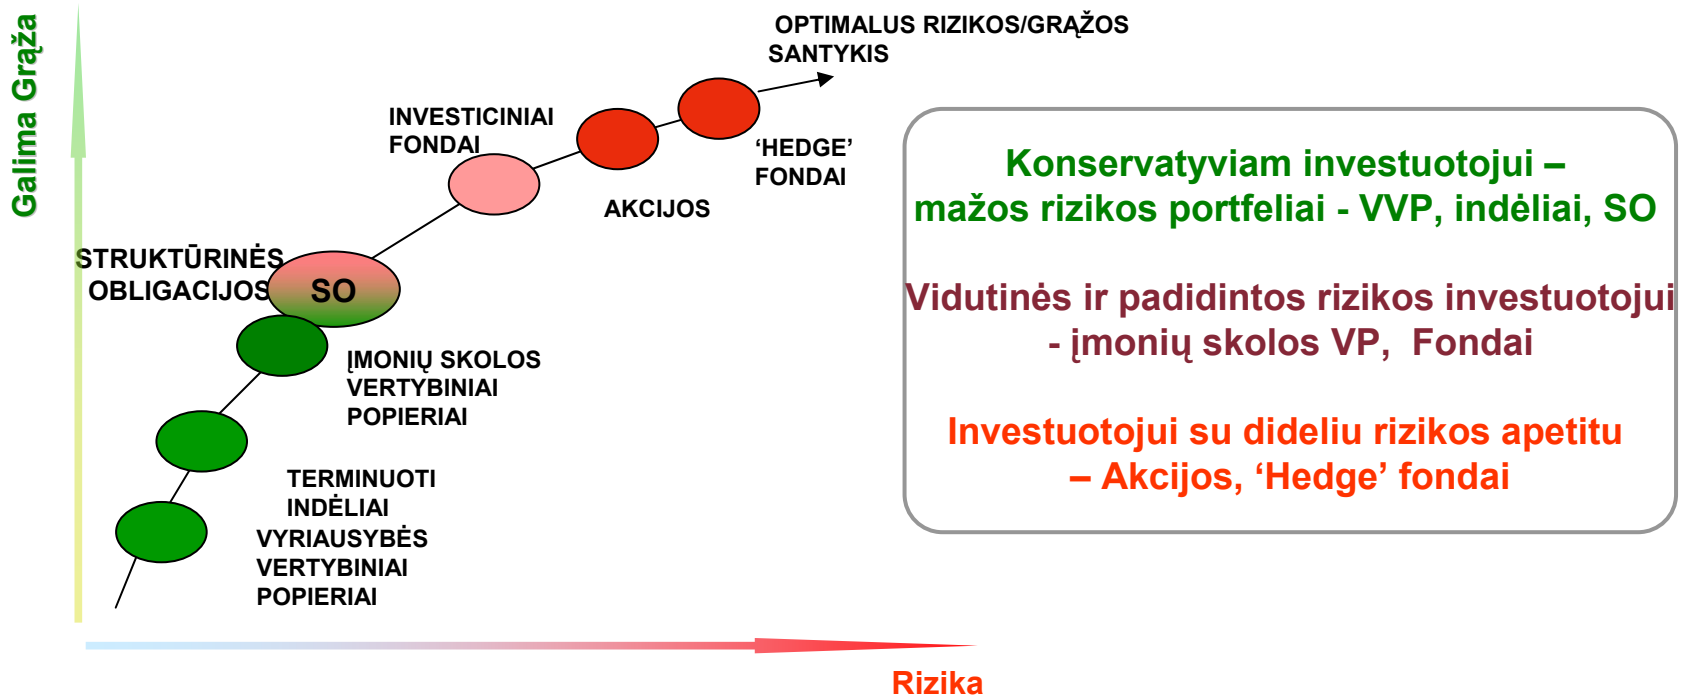 Galima Grąža
OPTIMALUS RIZIKOS/GRĄŽOS
SANTYKIS
INVESTICINIAI
FONDAI
‘HEDGE’
FONDAI
AKCIJOS
STRUKTŪRINĖS
OBLIGACIJOS
SO
ĮMONIŲ SKOLOS
VERTYBINIAI
POPIERIAI
TERMINUOTI
INDĖLIAI
VYRIAUSYBĖS
VERTYBINIAI
POPIERIAI
Rizika
Konservatyviam investuotojui –
mažos rizikos portfeliai - VVP, indėliai, SO
Vidutinės ir padidintos rizikos investuotojui
- įmonių skolos VP, Fondai
Investuotojui su dideliu rizikos apetitu
– Akcijos, ‘Hedge’ fondai